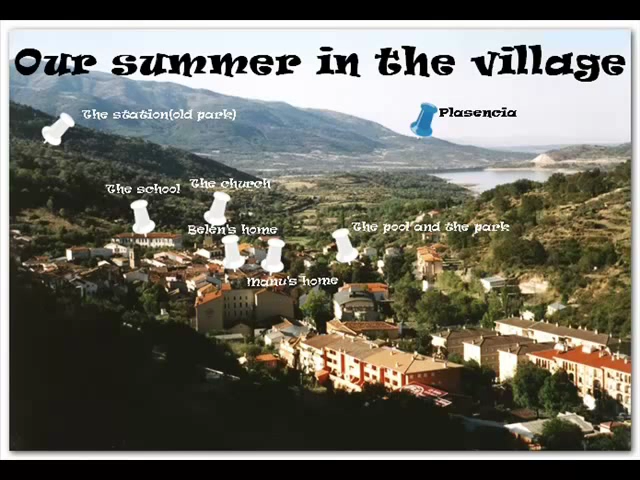 Our summer in the village
The station(old park)
Plasencia
The school
The church
Belén's home
The pool and the park
Manu's home